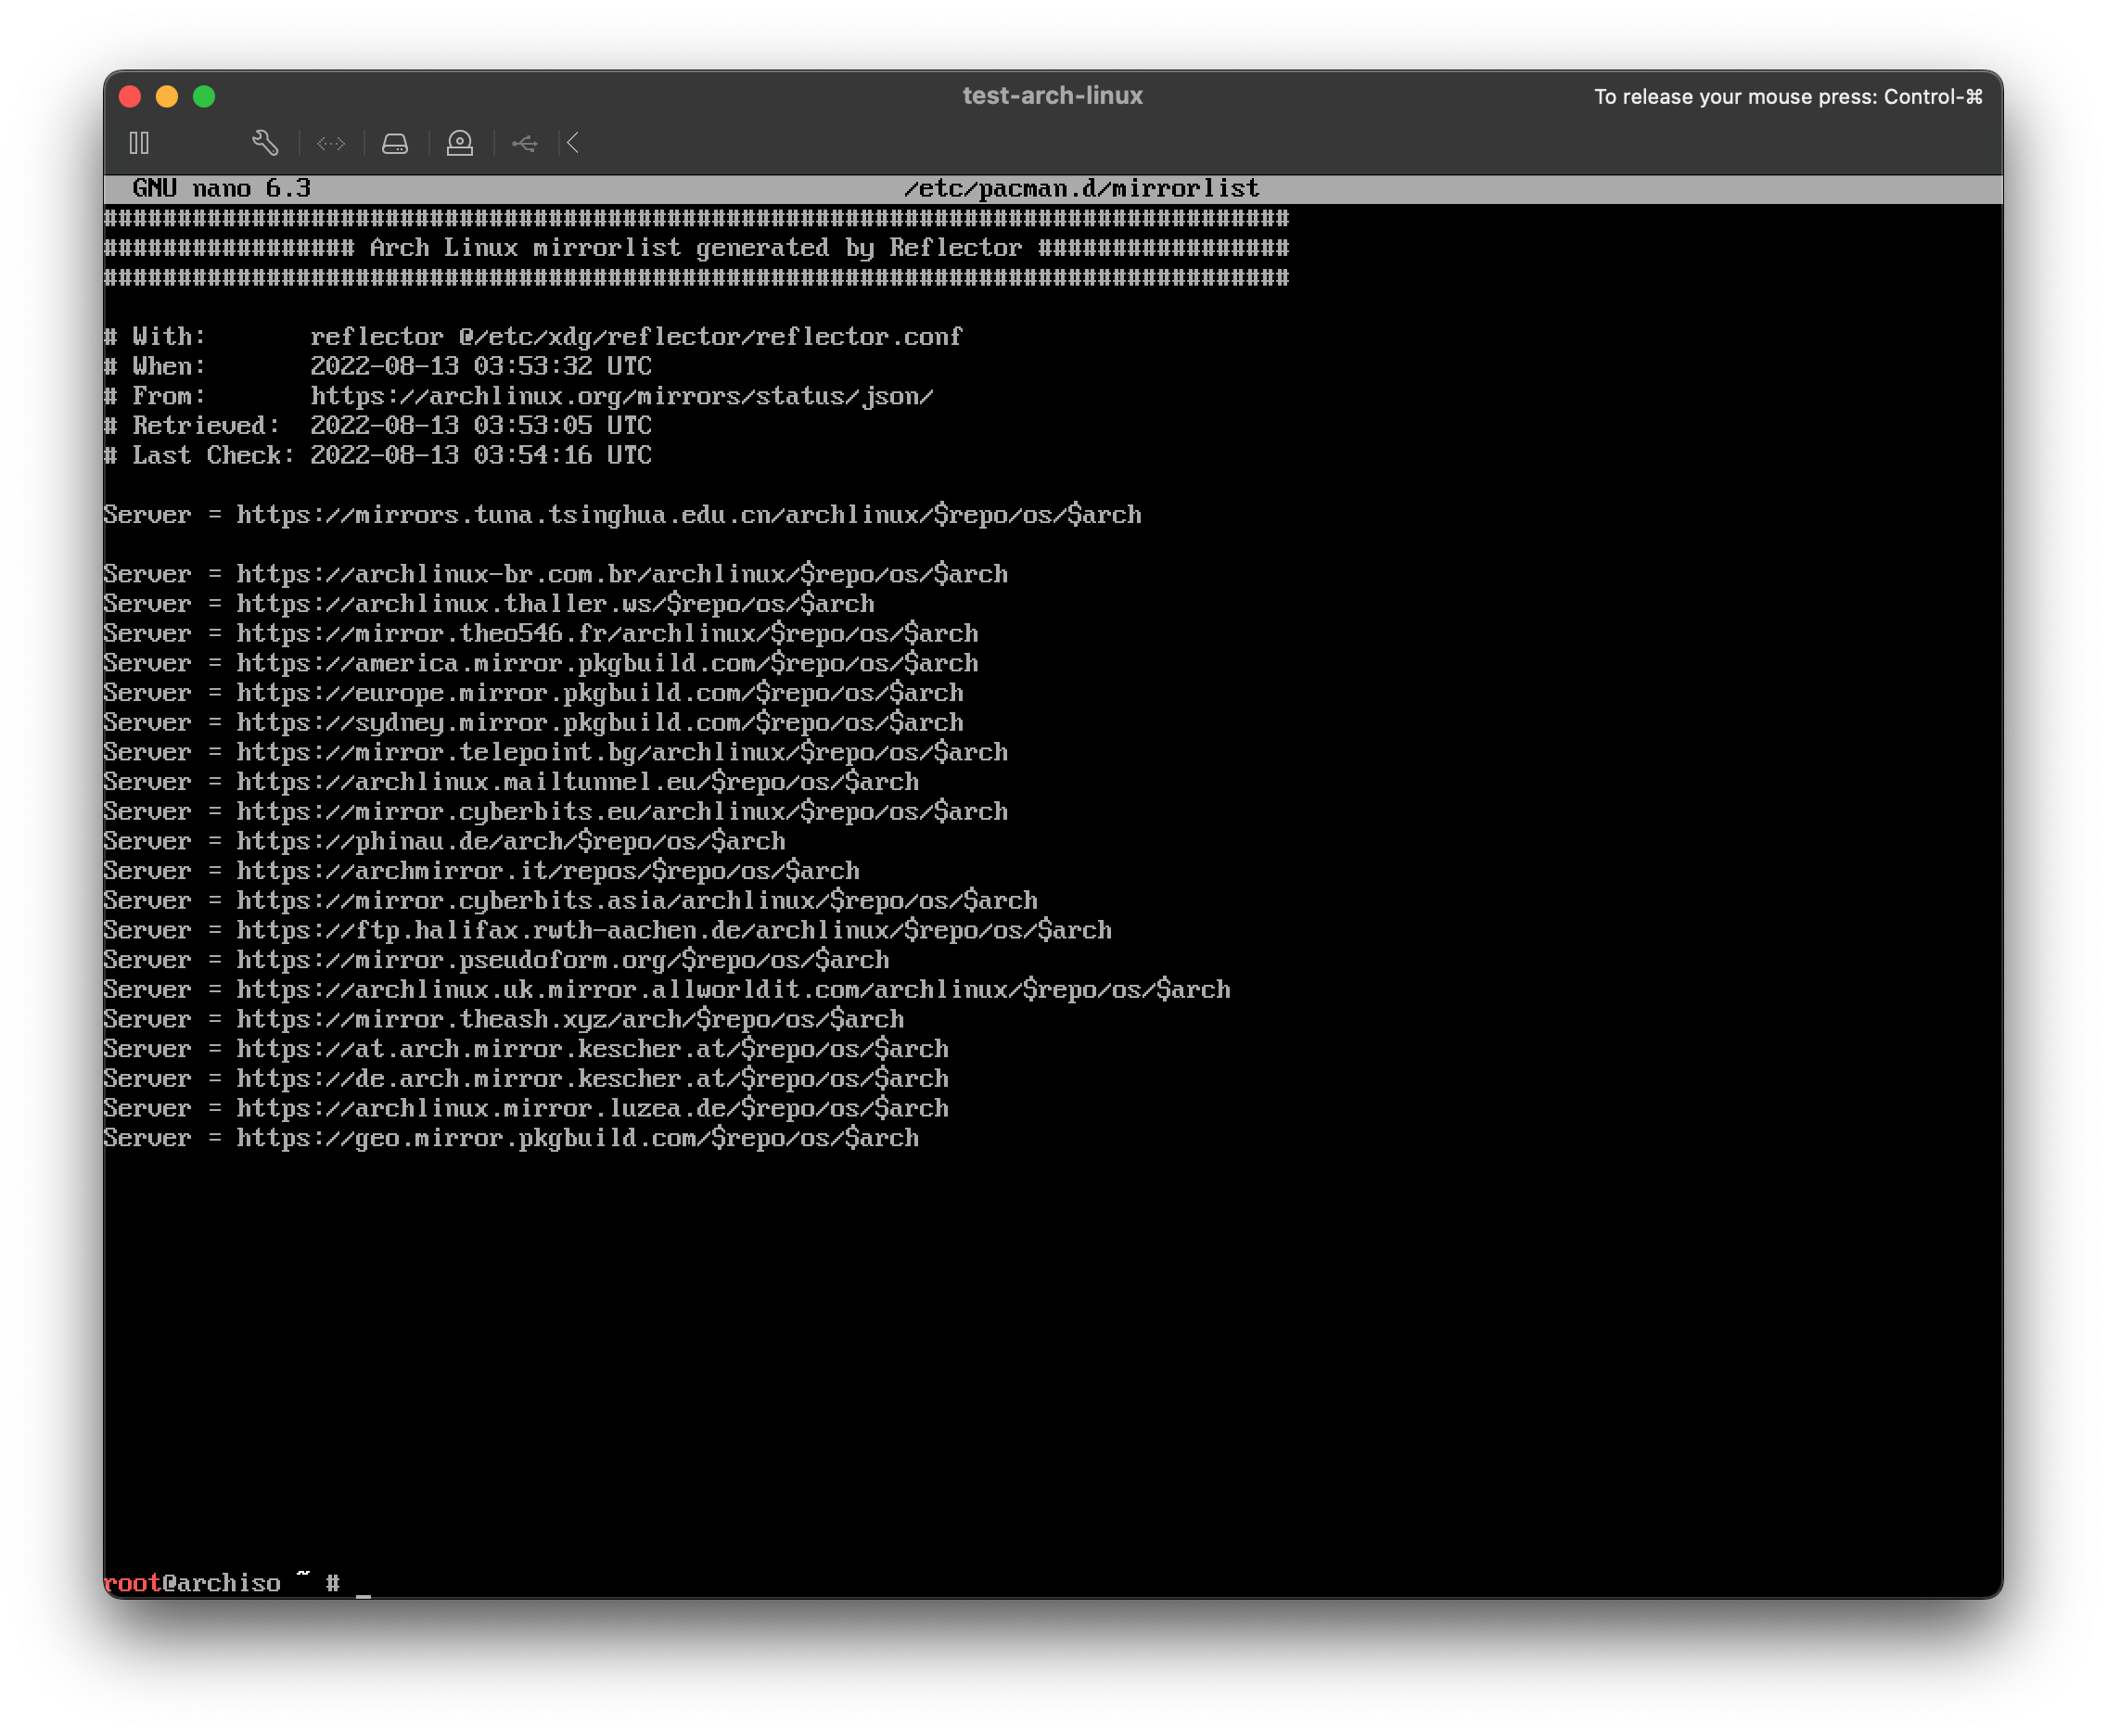 test-arch-linux
To release your mouse press: Control-⌘
GNU nano 6.3 /etc/pacman.d/mirrorlist
################################################################################
################# Arch Linux mirrorlist generated by Reflector #################
################################################################################
# With:       reflector @/etc/xdg/reflector/reflector.conf
# When:       2022-08-13 03:53:32 UTC
# From:       https://archlinux.org/mirrors/status/json/
# Retrieved:  2022-08-13 03:53:05 UTC
# Last Check: 2022-08-13 03:54:16 UTC
Server = https://mirrors.tuna.tsinghua.edu.cn/archlinux/$repo/os/$arch
Server = https://archlinux-br.com.br/archlinux/$repo/os/$arch
Server = https://archlinux.thaller.ws/$repo/os/$arch
Server = https://mirror.theo546.fr/archlinux/$repo/os/$arch
Server = https://america.mirror.pkgbuild.com/$repo/os/$arch
Server = https://europe.mirror.pkgbuild.com/$repo/os/$arch
Server = https://sydney.mirror.pkgbuild.com/$repo/os/$arch
Server = https://mirror.telepoint.bg/archlinux/$repo/os/$arch
Server = https://archlinux.mailtunnel.eu/$repo/os/$arch
Server = https://mirror.cyberbits.eu/archlinux/$repo/os/$arch
Server = https://phinau.de/arch/$repo/os/$arch
Server = https://archmirror.it/repos/$repo/os/$arch
Server = https://mirror.cyberbits.asia/archlinux/$repo/os/$arch
Server = https://ftp.halifax.rwth-aachen.de/archlinux/$repo/os/$arch
Server = https://mirror.pseudoform.org/$repo/os/$arch
Server = https://archlinux.uk.mirror.allworldit.com/archlinux/$repo/os/$arch
Server = https://mirror.theash.xyz/arch/$repo/os/$arch
Server = https://at.arch.mirror.kescher.at/$repo/os/$arch
Server = https://de.arch.mirror.kescher.at/$repo/os/$arch
Server = https://archlinux.mirror.luzea.de/$repo/os/$arch
Server = https://geo.mirror.pkgbuild.com/$repo/os/$arch
root@archiso ~ # _